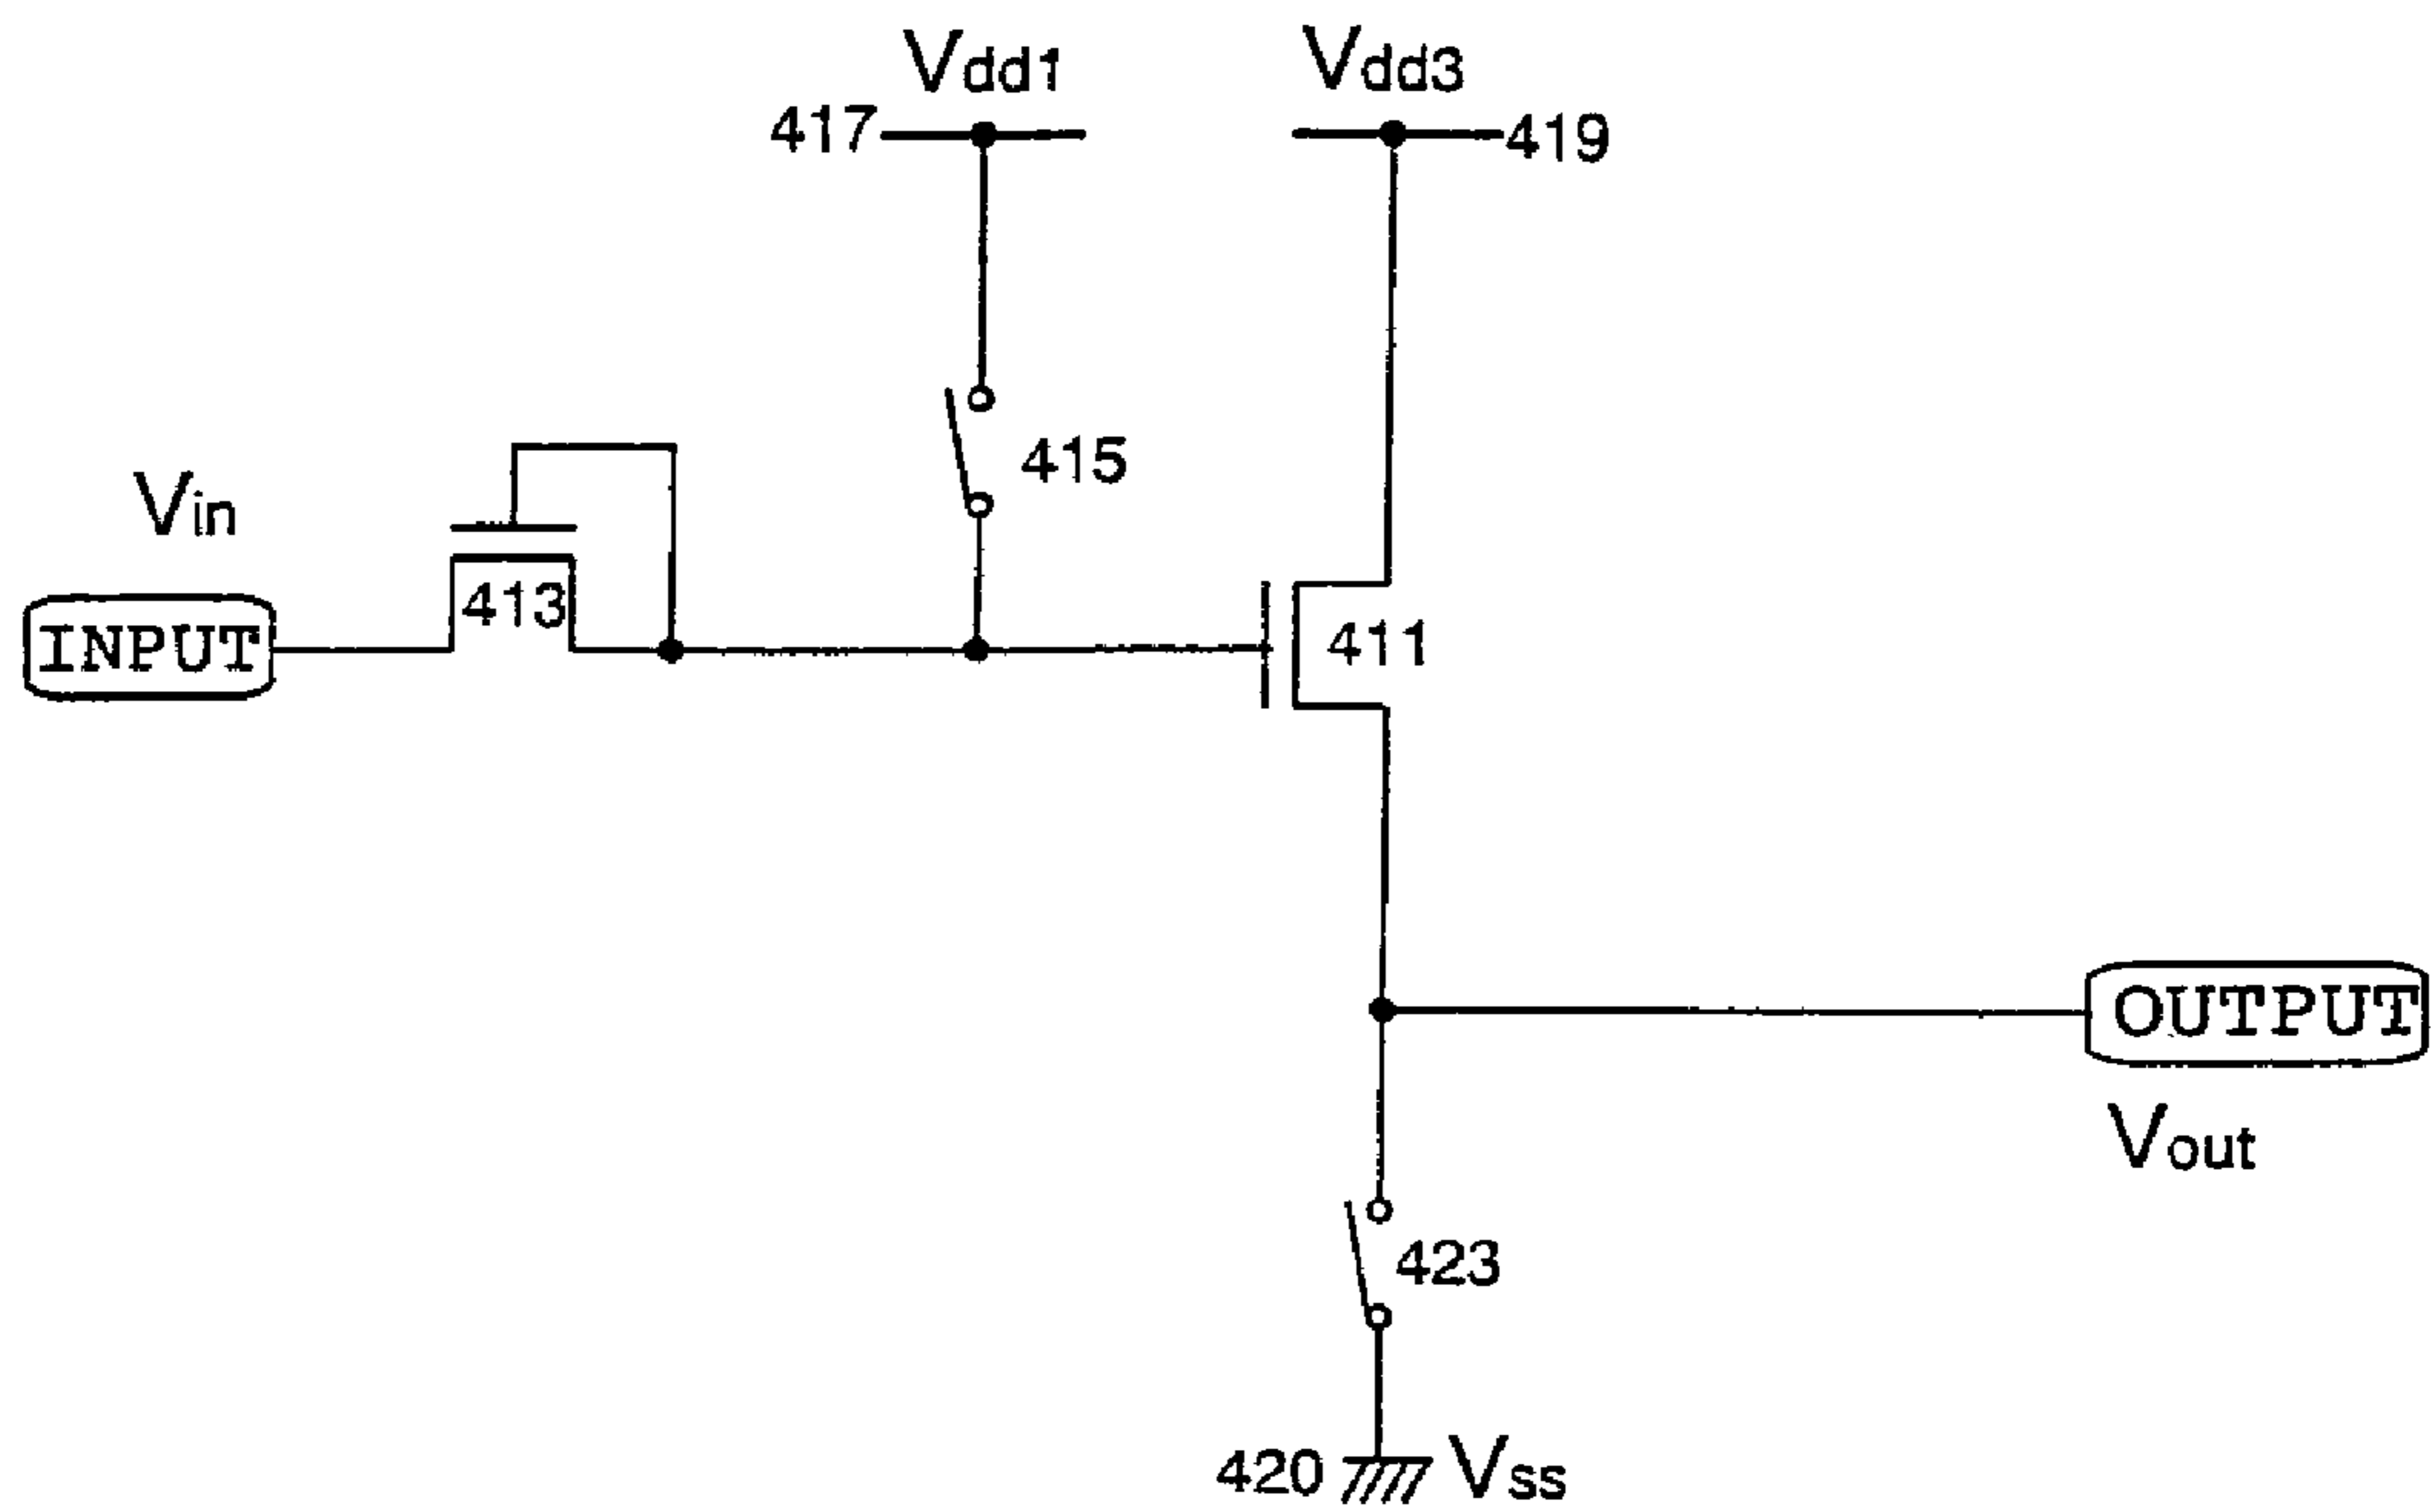 Vdd1
Vdd3
417
419
415
Vin
413
INPUT
411
OUTPUT
Vout
423
420
Vss